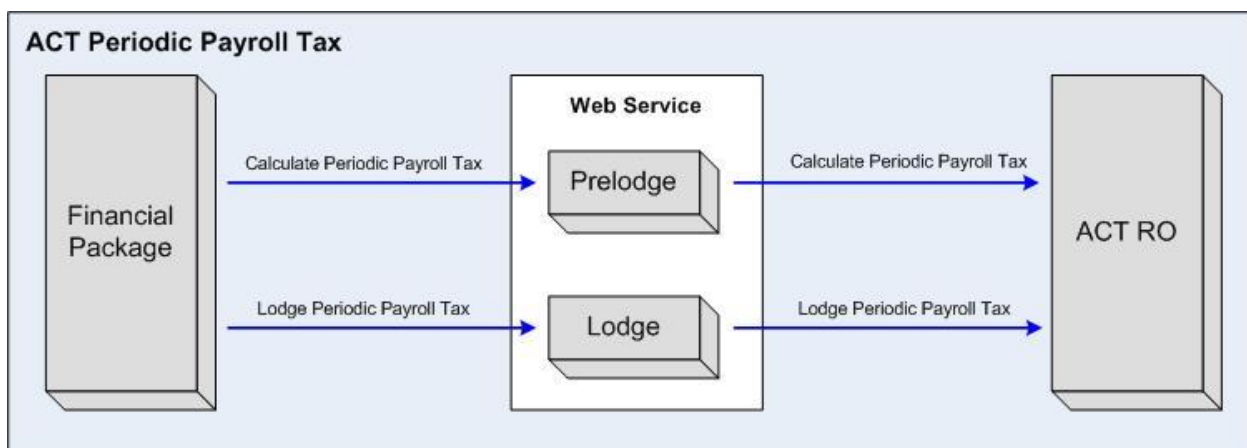 ACT Periodic Payroll Tax
Financial
Package
Calculate Periodic Payroll Tax
Lodge Periodic Payroll Tax
Web Service
Prelodge
Lodge
Calculate Periodic Payroll Tax
Lodge Periodic Payroll Tax
ACT RO